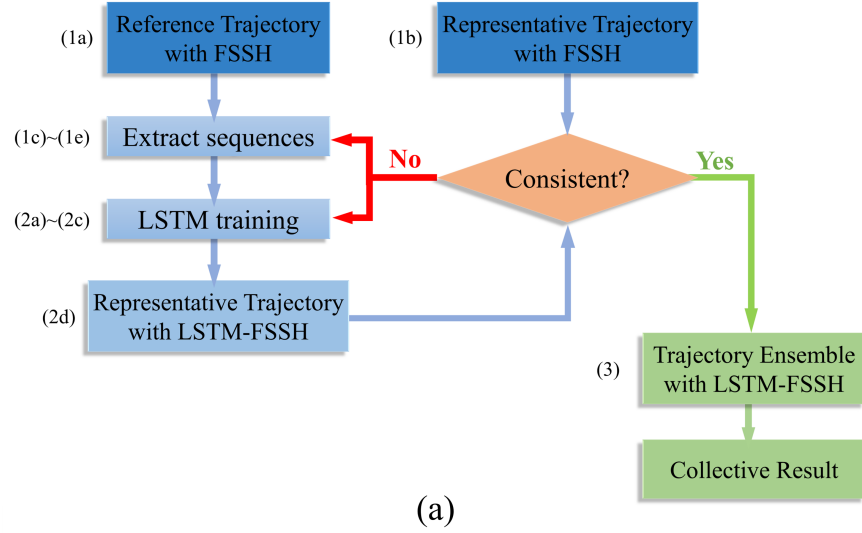 (1a)
Reference Trajectory
with FSSH
(1b)
Representative Trajectory
with FSSH
(1c)~(1e)
Extract sequences
No
Consistent?
Yes
(2a)~(2c)
LSTM training
(2d)
Representative Trajectory
with LSTM-FSSH
(3)
Trajectory Ensemble
with LSTM-FSSH
Collective Result
(a)